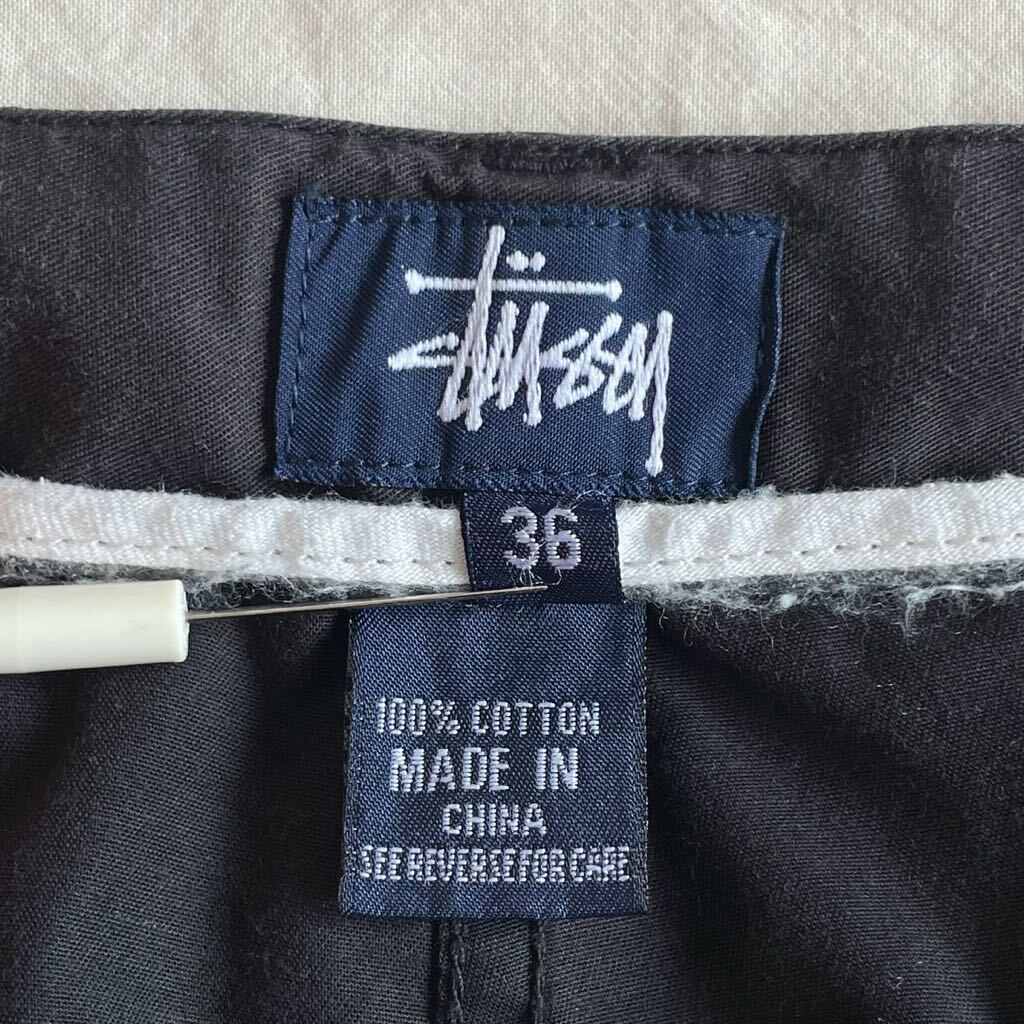 Stüssy
36
100% COTTON
MADE IN
CHINA
SEE REVERSE FOR CARE